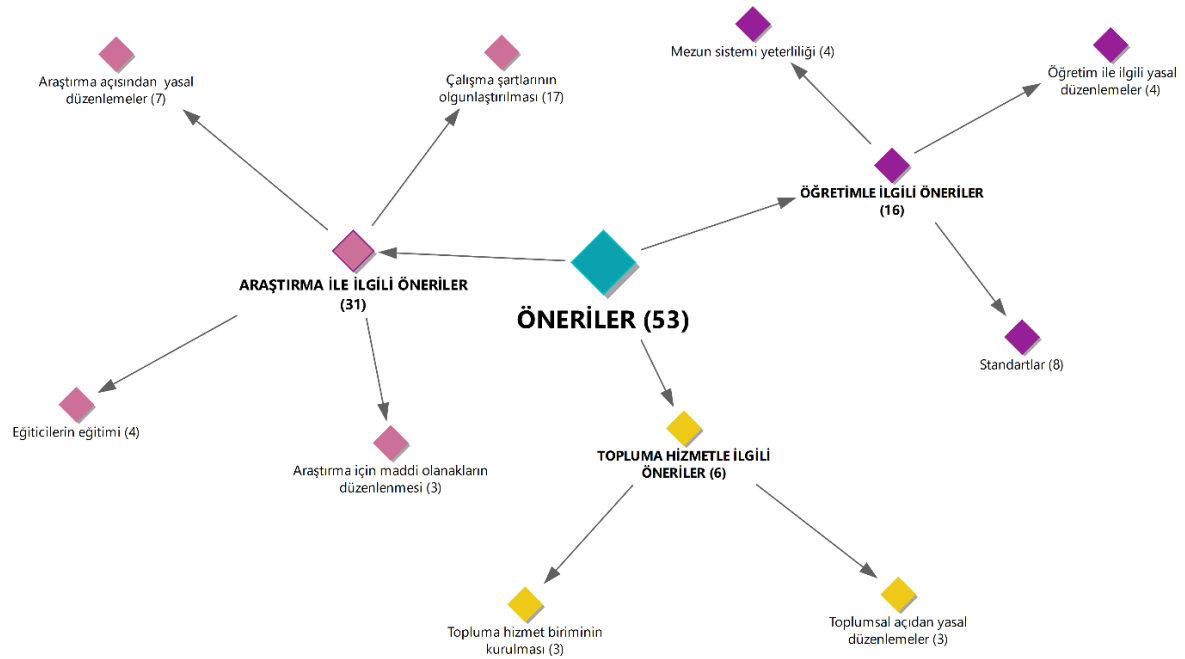 Mezun sistemi yeterliliği (4)
Öğretim ile ilgili yasal
düzenlemeler (4)
Araştırma açısından yasal
düzenlemeler (7)
Çalışma şartlarının
olgunlaştırılması (17)
ÖĞRETİMLE İLGİLİ ÖNERİLER
(16)
ARAŞTIRMA İLE İLGİLİ ÖNERİLER
(31)
ÖNERİLER (53)
Standartlar (8)
Eğiticilerin eğitimi (4)
Araştırma için maddi olanakların
düzenlenmesi (3)
TOPLUMA HİZMETLE İLGİLİ
ÖNERİLER (6)
Topluma hizmet biriminin
kurulması (3)
Toplumsal açıdan yasal
düzenlemeler (3)